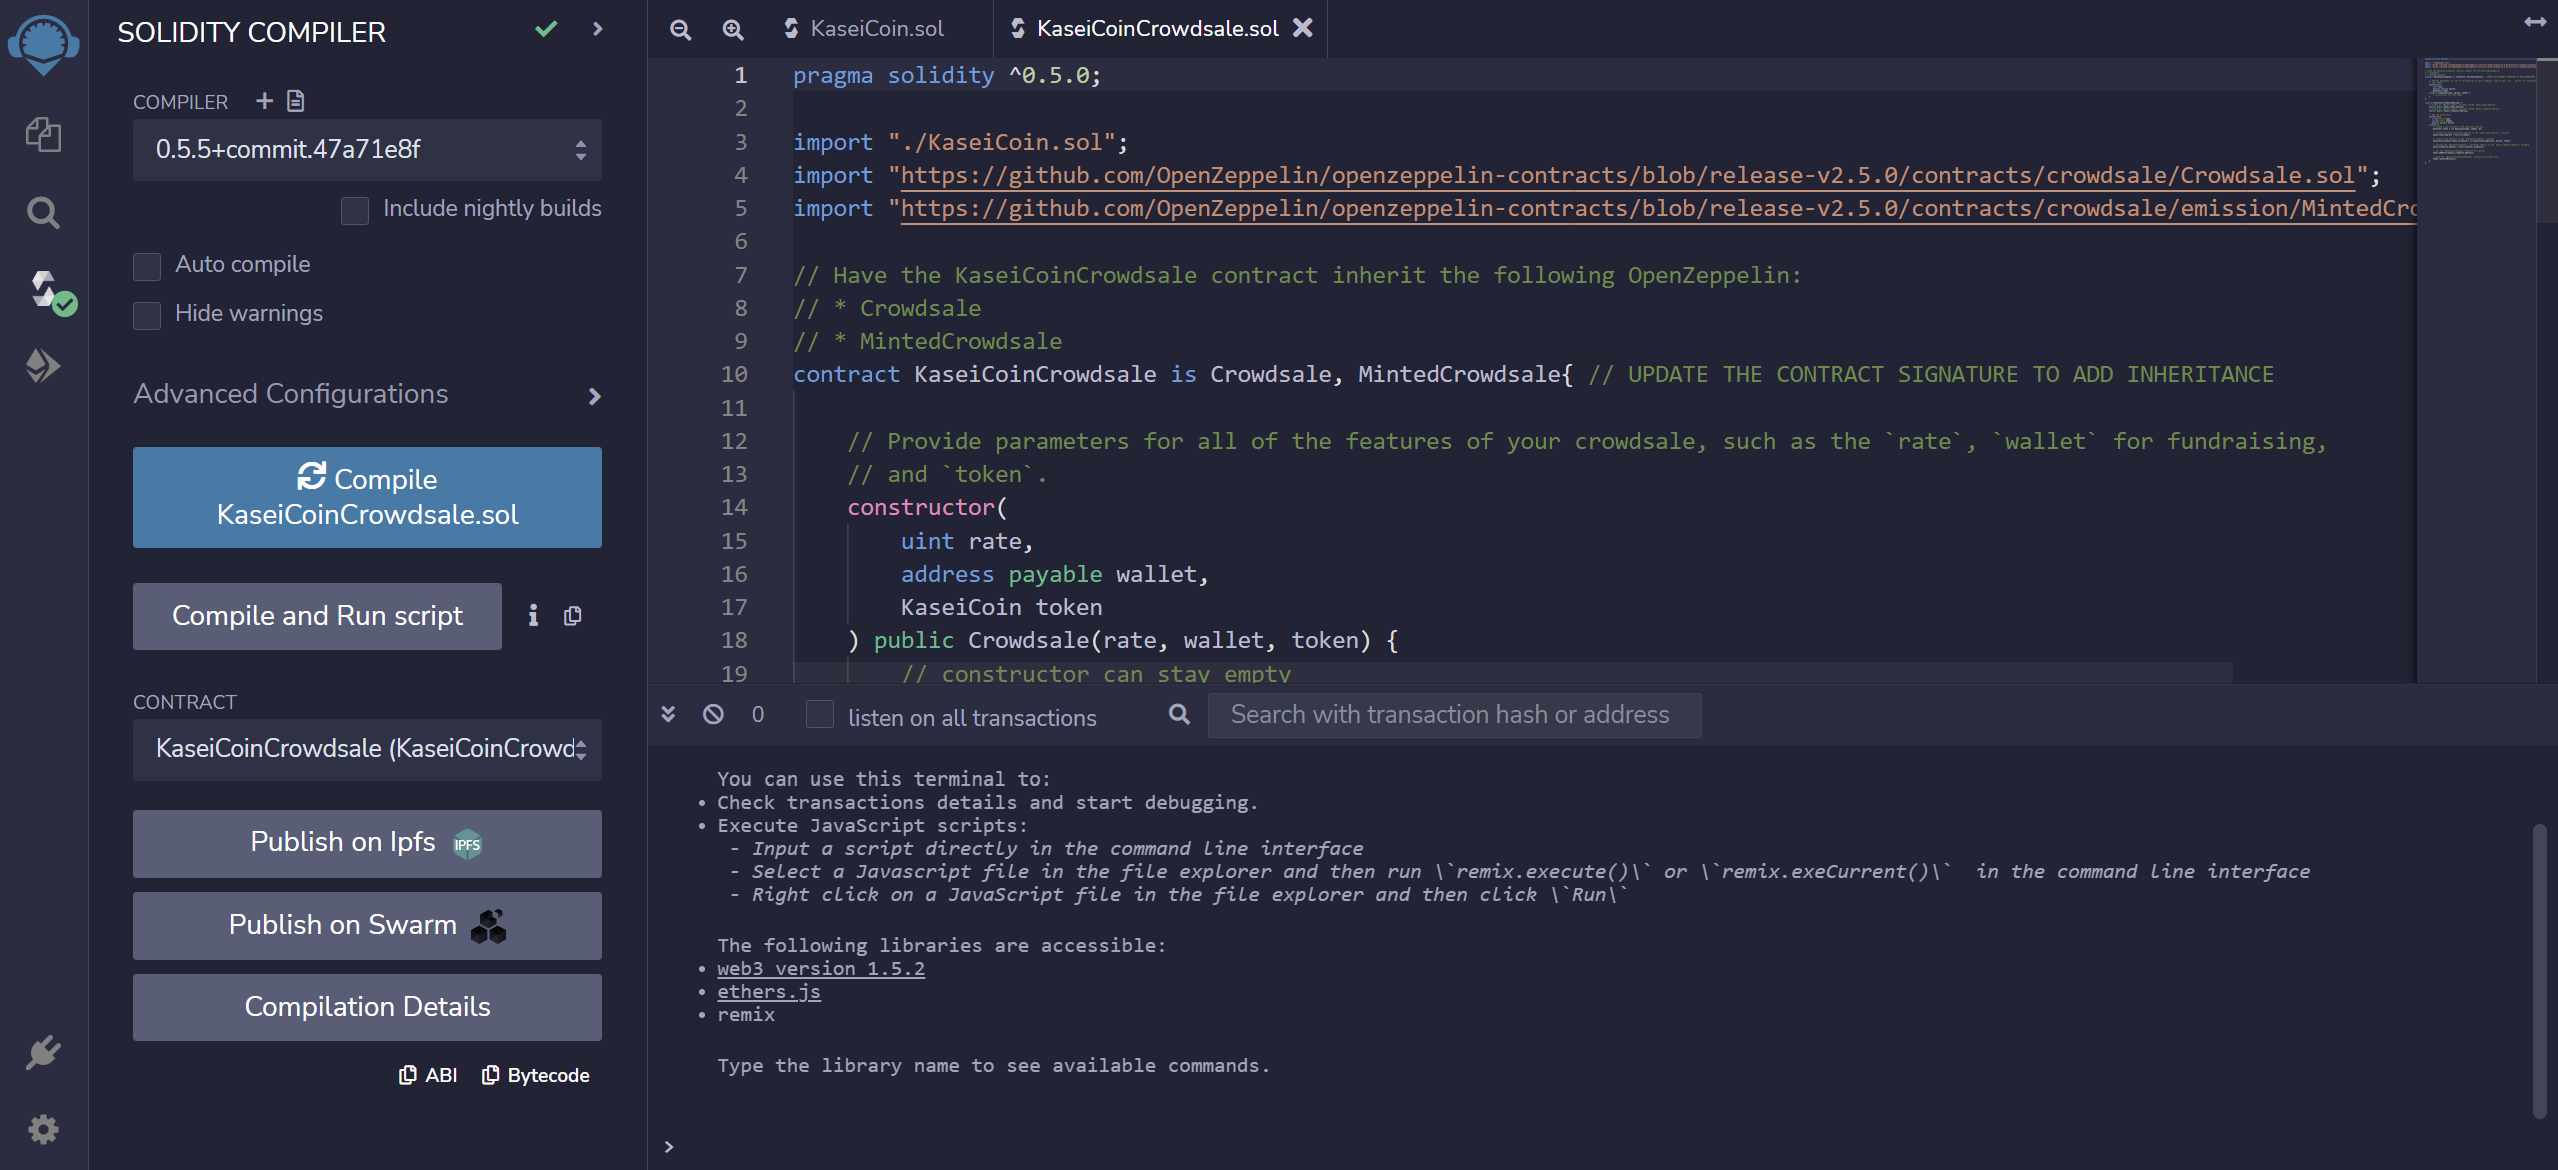 SOLIDITY COMPILER
COMPILER
0.5.5+commit.47a71e8f
Include nightly builds
Auto compile
Hide warnings
Advanced Configurations
Compile
KaseiCoinCrowdsale.sol
Compile and Run script
CONTRACT
KaseiCoinCrowdsale (KaseiCoinCrowd
Publish on Ipfs IPFS
Publish on Swarm
Compilation Details
ABI Bytecode
KaseiCoin.sol KaseiCoinCrowdsale.sol
1 pragma solidity ^0.5.0;
2
3 import "./KaseiCoin.sol";
4 import "https://github.com/OpenZeppelin/openzeppelin-contracts/blob/release-v2.5.0/contracts/crowdsale/Crowdsale.sol";
5 import "https://github.com/OpenZeppelin/openzeppelin-contracts/blob/release-v2.5.0/contracts/crowdsale/emission/MintedCro
6
7 // Have the KaseiCoinCrowdsale contract inherit the following OpenZeppelin:
8 // * Crowdsale
9 // * MintedCrowdsale
10 contract KaseiCoinCrowdsale is Crowdsale, MintedCrowdsale{ // UPDATE THE CONTRACT SIGNATURE TO ADD INHERITANCE
11
12 // Provide parameters for all of the features of your crowdsale, such as the `rate`, `wallet` for fundraising,
13 // and `token`.
14 constructor(
15 uint rate,
16 address payable wallet,
17 KaseiCoin token
18 ) public Crowdsale(rate, wallet, token) {
19 // constructor can stay empty
0 listen on all transactions Search with transaction hash or address
You can use this terminal to:
• Check transactions details and start debugging.
• Execute JavaScript scripts:
- Input a script directly in the command line interface
- Select a Javascript file in the file explorer and then run \`remix.execute()\` or \`remix.exeCurrent()\` in the command line interface
- Right click on a JavaScript file in the file explorer and then click \`Run\`
The following libraries are accessible:
• web3 version 1.5.2
• ethers.js
• remix
Type the library name to see available commands.
>